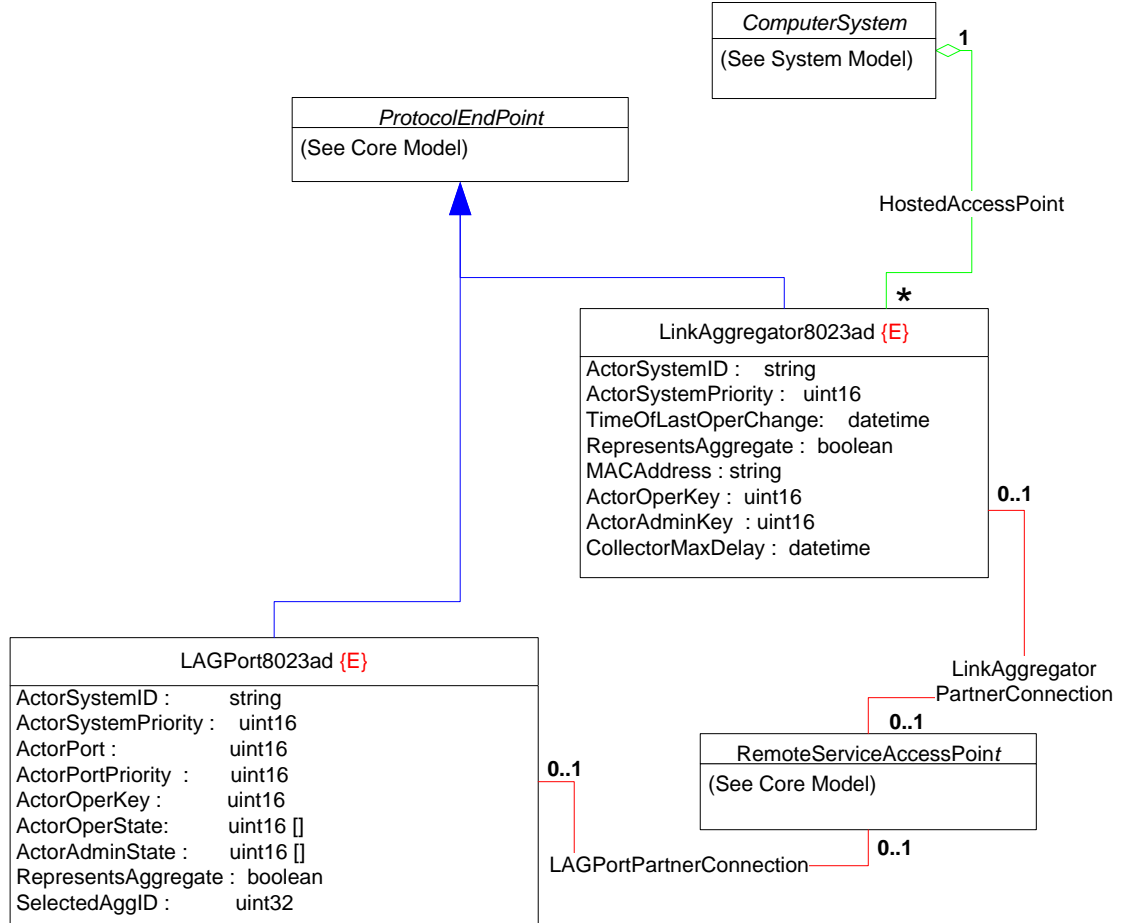 ComputerSystem
1
(See System Model)
ProtocolEndPoint
(See Core Model)
HostedAccessPoint
*
LinkAggregator8023ad {E}
ActorSystemID : string
ActorSystemPriority : uint16
TimeOfLastOperChange: datetime
RepresentsAggregate : boolean
MACAddress : string
ActorOperKey : uint16
ActorAdminKey : uint16
CollectorMaxDelay : datetime
0..1
LAGPort8023ad {E}
ActorSystemID : string
ActorSystemPriority : uint16
ActorPort : uint16
ActorPortPriority : uint16
ActorOperKey : uint16
ActorOperState: uint16 []
ActorAdminState : uint16 []
RepresentsAggregate : boolean
SelectedAggID : uint32
LinkAggregator
PartnerConnection
0..1
RemoteServiceAccessPoint
(See Core Model)
0..1
0..1
LAGPortPartnerConnection